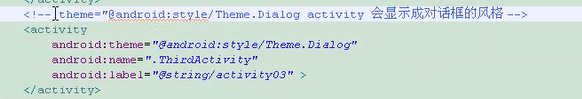 </activity>
<!-- theme="@android:style/Theme.Dialog activity 会显示成对话框的风格 -->
<activity
android:theme="@android:style/Theme.Dialog"
android:name=".ThirdActivity"
android:label="@string/activity03" >
</activity>